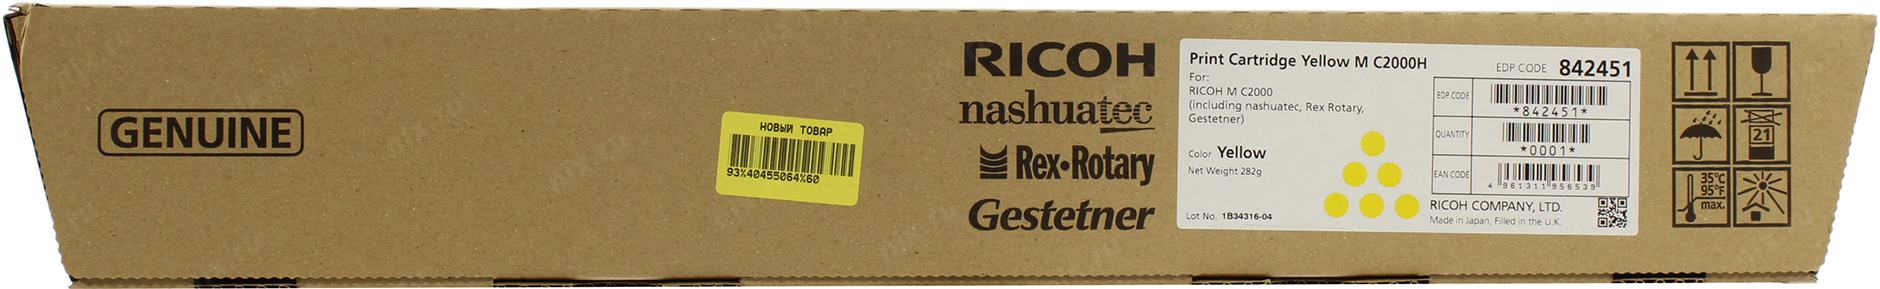 GENUINE
НОВЫЙ ТОВАР
93%40455064%60
RICOH
nashuatec
Rex•Rotary
Gestetner
Print Cartridge Yellow M C2000H
For:
RICOH M C2000
(including nashuatec, Rex Rotary,
Gestetner)
Color Yellow
Net Weight 282g
Lot No. 1B34316-04
EDP CODE 842451
EDP CODE
*842451*
QUANTITY
*0001*
EAN CODE
4 961311 956539
RICOH COMPANY, LTD.
Made in Japan, Filled in the U.K.
21
35°C
95°F
max.